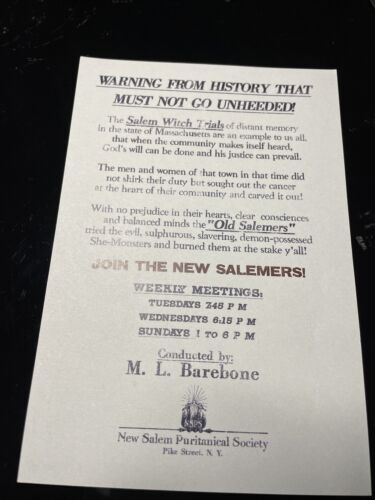 WARNING FROM HISTORY THAT
MUST NOT GO UNHEEDED!
The Salem Witch Trials of distant memory
in the state of Massachusetts are an example to us all,
that when the community makes itself heard,
God's will can be done and his justice can prevail.
The men and women of that town in that time did
not shirk their duty but sought out the cancer
at the heart of their community and carved it out!
With no prejudice in their hearts, clear consciences
and balanced minds the "Old Salemers"
tried the evil, sulphurous, slavering, demon-possessed
She-Monsters and burned them at the stake y'all!
JOIN THE NEW SALEMERS!
WEEKLY MEETINGS:
TUESDAYS 7.45 P M
WEDNESDAYS 6:15 P M
SUNDAYS 1 TO 6 P M
Conducted by:
M. L. Barebone
New Salem Puritanical Society
Pike Street, N. Y.